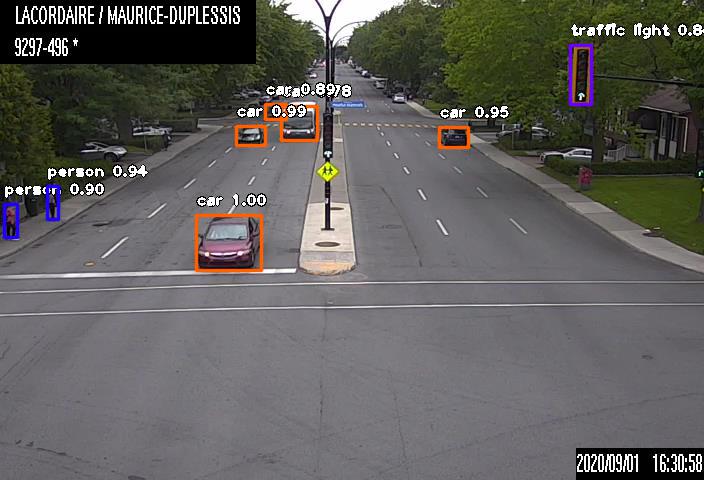 LACORDAIRE / MAURICE-DUPLESSIS
9297-496 *
traffic light 0.8
car 0.89
78
car 0.99
car 0.95
person 0.94
person 0.90
car 1.00
2020/09/01 16:30:58